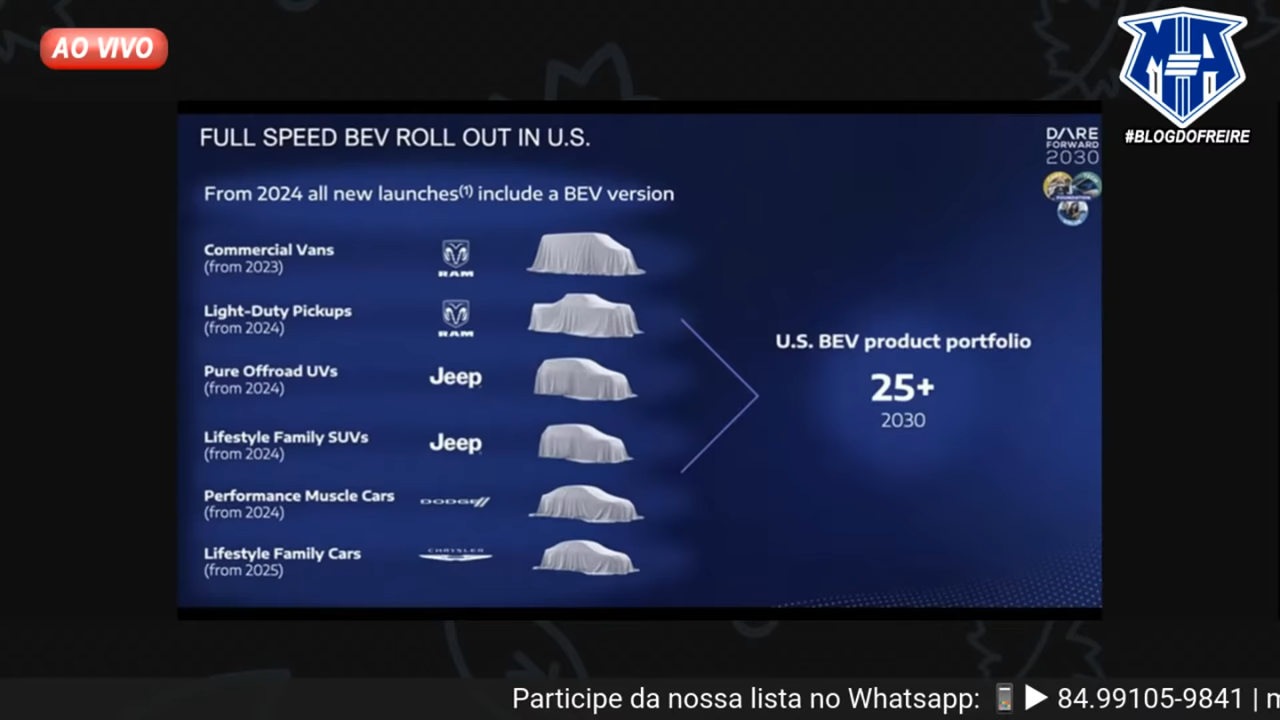 AO VIVO
MA
#BLOGDOFREIRE
FULL SPEED BEV ROLL OUT IN U.S.
DARE
FORWARD
2030
From 2024 all new launches(1) include a BEV version
FOUNDATION
Commercial Vans
(from 2023)
RAM
Light-Duty Pickups
(from 2024)
RAM
Pure Offroad UVs
(from 2024)
Jeep
Lifestyle Family SUVs
(from 2024)
Jeep
Performance Muscle Cars
(from 2024)
DODGE//
Lifestyle Family Cars
(from 2025)
CHRYSLER
U.S. BEV product portfolio
25+
2030
Participe da nossa lista no Whatsapp: 📱▶ 84.99105-9841 | m